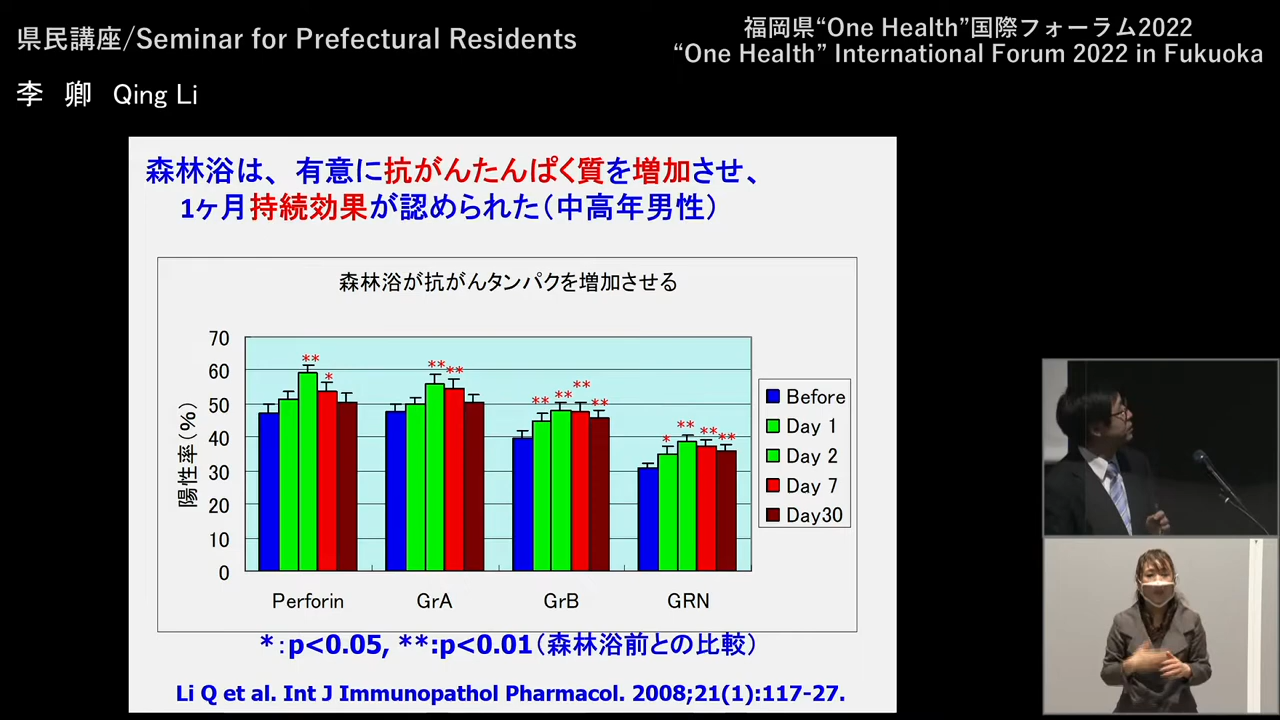 県民講座/Seminar for Prefectural Residents
福岡県“One Health”国際フォーラム2022
“One Health” International Forum 2022 in Fukuoka
李 卿 Qing Li
森林浴は、有意に抗がんたんぱく質を増加させ、
1ヶ月持続効果が認められた（中高年男性）
森林浴が抗がんタンパクを増加させる
陽性率(%)
70
60
50
40
30
20
10
0
**
*
**
**
**
**
**
**
*
**
**
**
Before
Day 1
Day 2
Day 7
Day30
Perforin
GrA
GrB
GRN
*：p<0.05, **:p<0.01（森林浴前との比較）
Li Q et al. Int J Immunopathol Pharmacol. 2008;21(1):117-27.